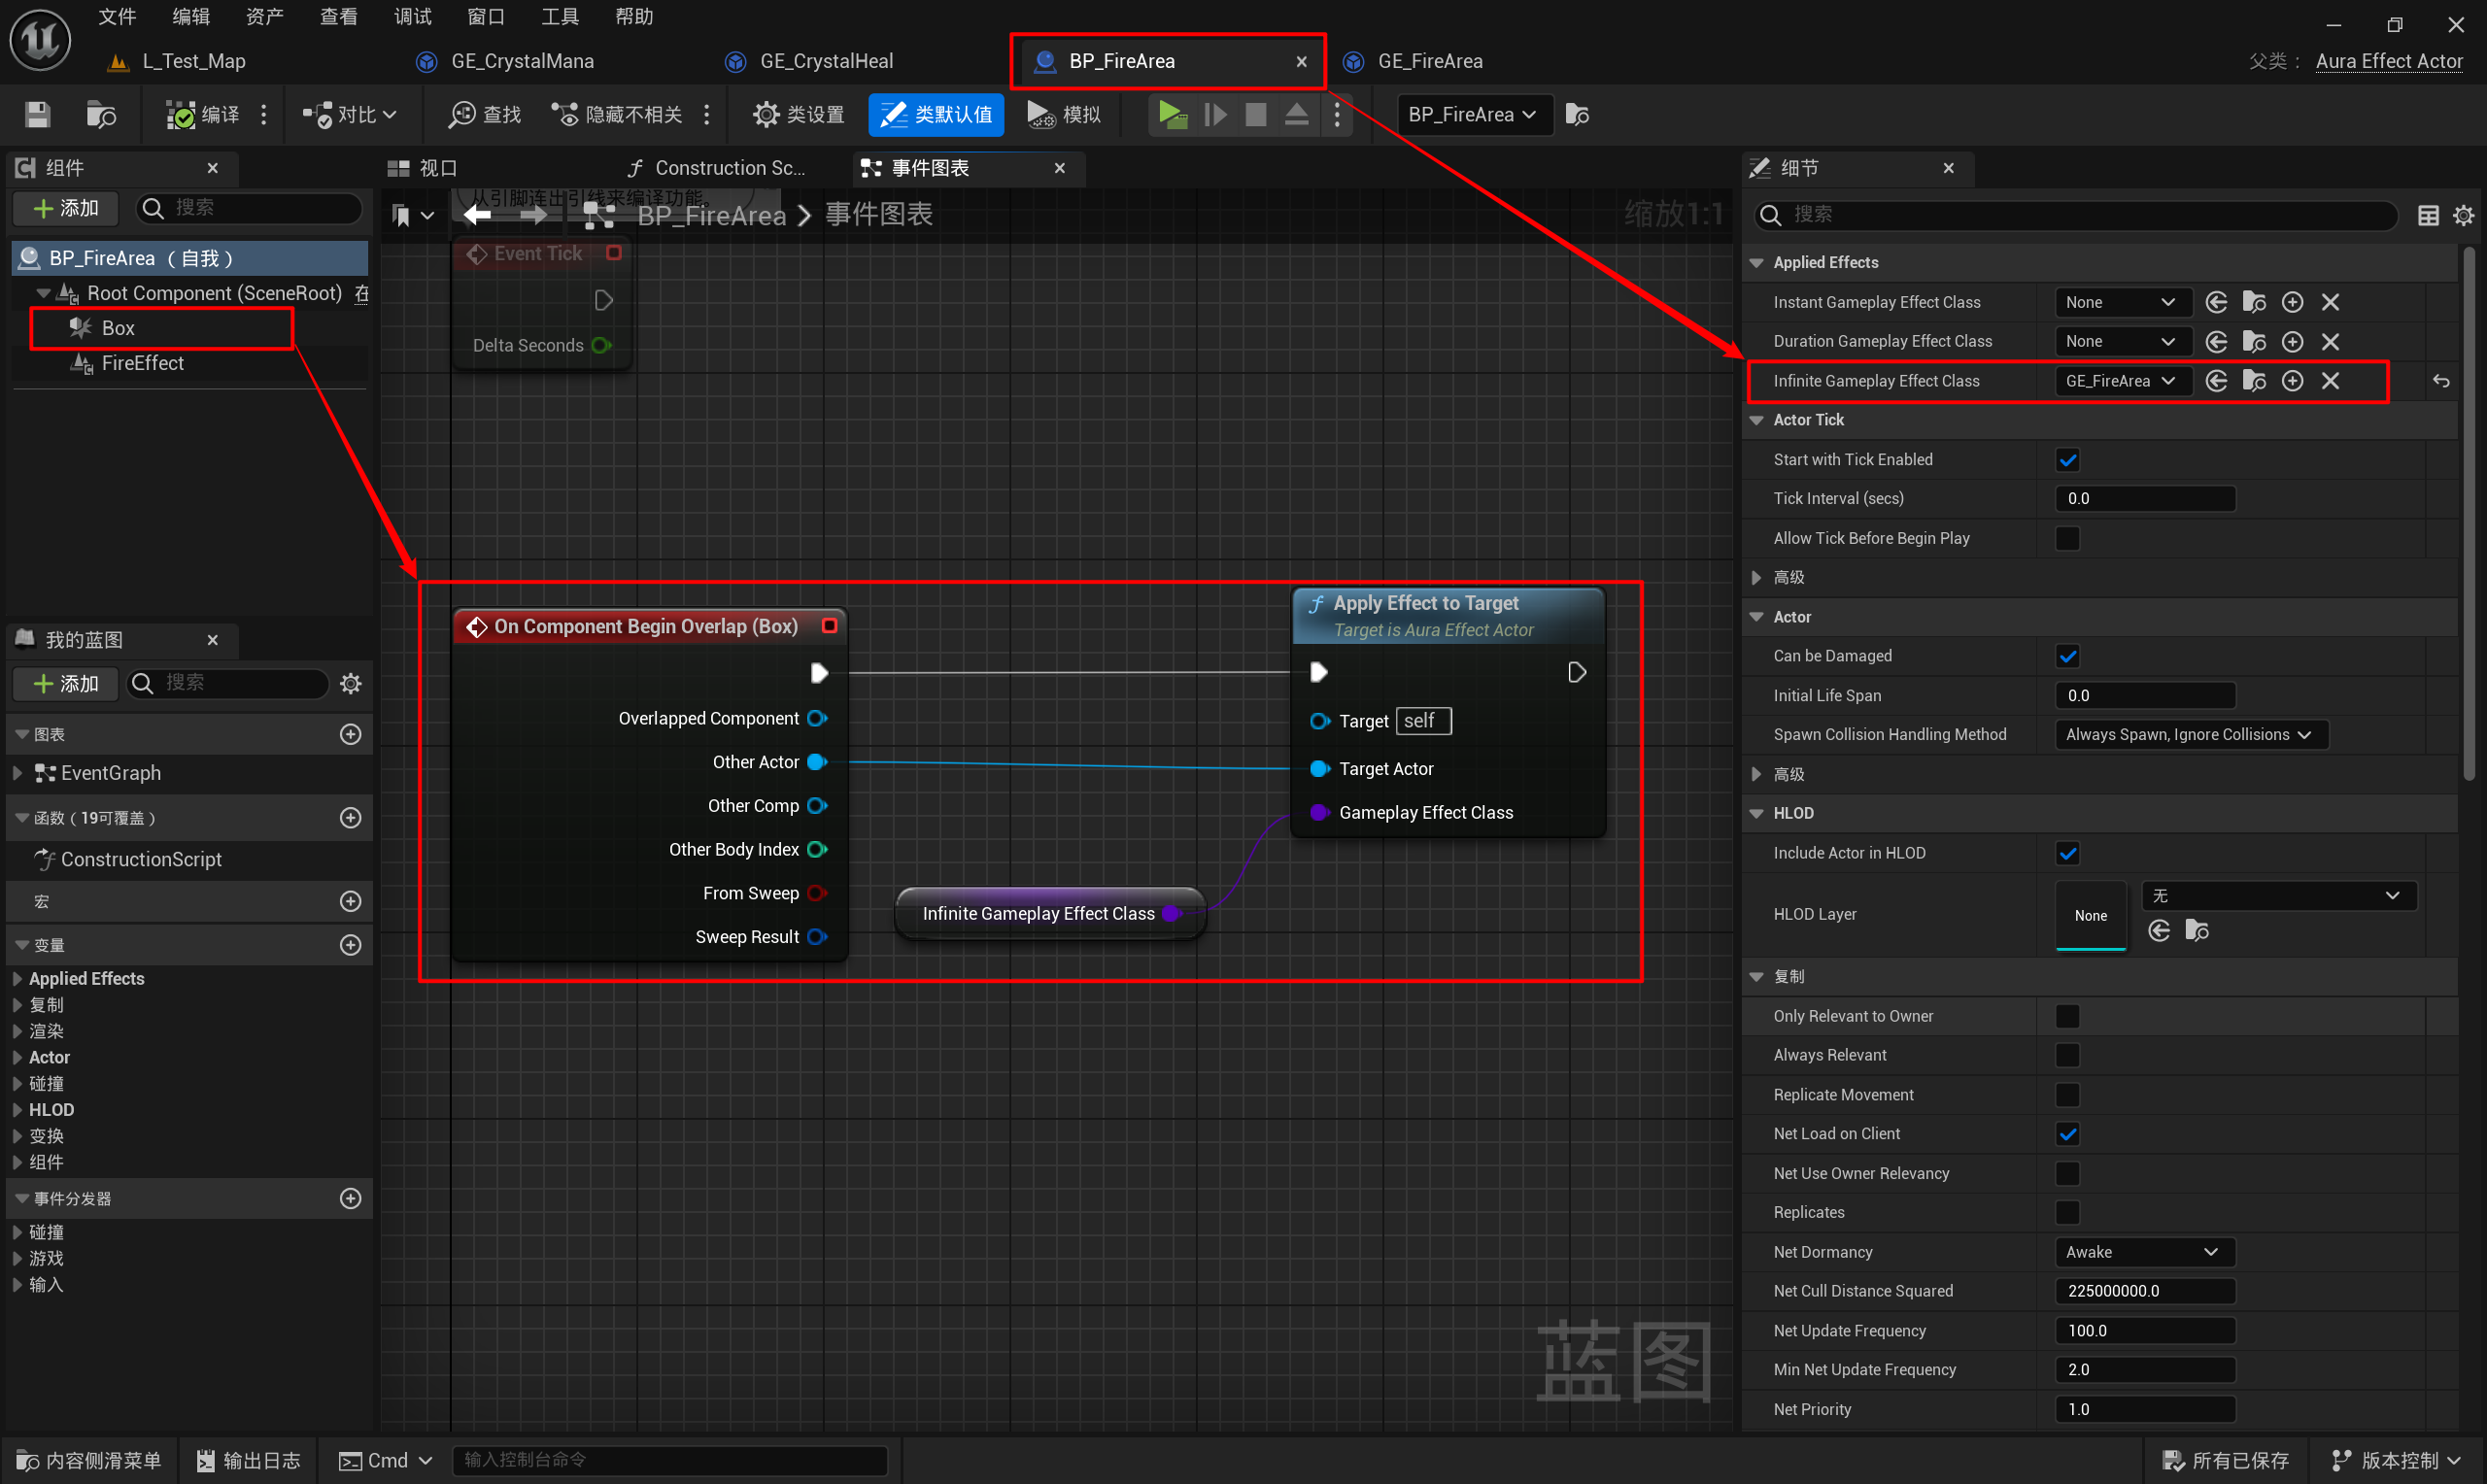 文件 编辑 资产 查看 调试 窗口 工具 帮助
L_Test_Map GE_CrystalMana GE_CrystalHeal BP_FireArea GE_FireArea 父类： Aura Effect Actor
编译 对比 查找 隐藏不相关 类设置 类默认值 模拟 BP_FireArea
组件
添加 搜索
BP_FireArea （自我）
Root Component (SceneRoot) 在
Box
FireEffect
我的蓝图
添加 搜索
图表
EventGraph
函数（19可覆盖）
ConstructionScript
宏
变量
Applied Effects
复制
渲染
Actor
碰撞
HLOD
变换
组件
事件分发器
碰撞
游戏
输入
视口 Construction Sc... 事件图表
从引脚连出引线来编译功能。
BP_FireArea 事件图表 缩放1:1
Event Tick
Delta Seconds
On Component Begin Overlap (Box)
Overlapped Component
Other Actor
Other Comp
Other Body Index
From Sweep
Sweep Result
Infinite Gameplay Effect Class
Apply Effect to Target
Target is Aura Effect Actor
Target self
Target Actor
Gameplay Effect Class
蓝图
细节
搜索
Applied Effects
Instant Gameplay Effect Class None
Duration Gameplay Effect Class None
Infinite Gameplay Effect Class GE_FireArea
Actor Tick
Start with Tick Enabled
Tick Interval (secs) 0.0
Allow Tick Before Begin Play
高级
Actor
Can be Damaged
Initial Life Span 0.0
Spawn Collision Handling Method Always Spawn, Ignore Collisions
高级
HLOD
Include Actor in HLOD
HLOD Layer None 无
复制
Only Relevant to Owner
Always Relevant
Replicate Movement
Net Load on Client
Net Use Owner Relevancy
Replicates
Net Dormancy Awake
Net Cull Distance Squared 225000000.0
Net Update Frequency 100.0
Min Net Update Frequency 2.0
Net Priority 1.0
内容侧滑菜单 输出日志 Cmd 输入控制台命令 所有已保存 版本控制